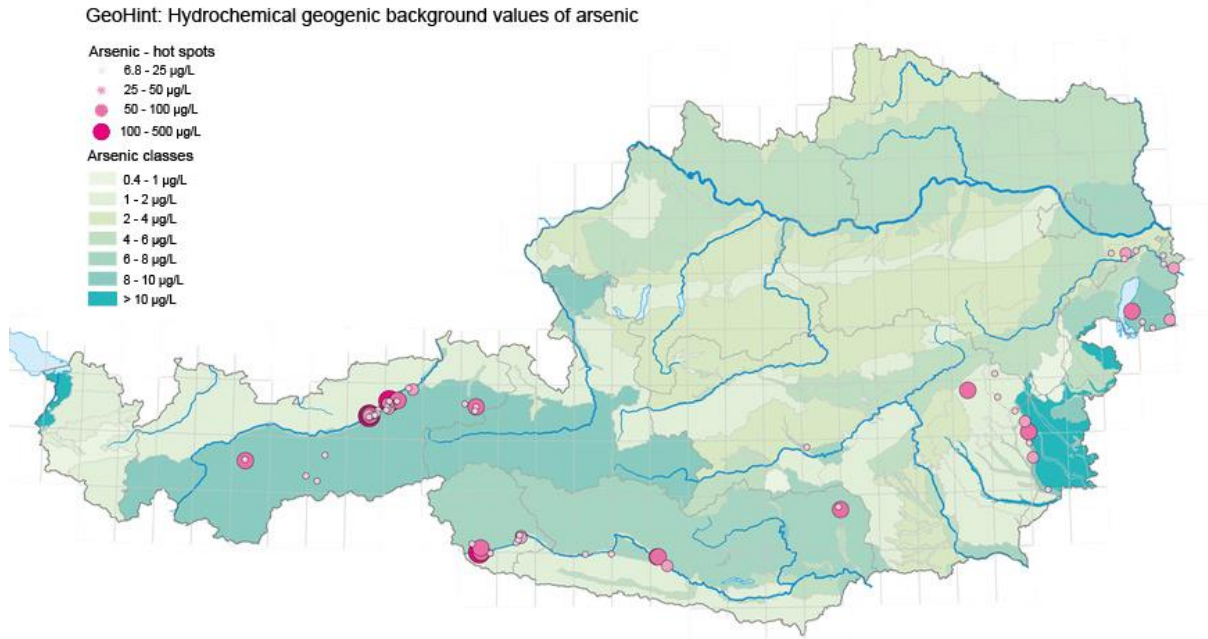 GeoHint: Hydrochemical geogenic background values of arsenic
Arsenic - hot spots
6.8 - 25 µg/L
25 - 50 µg/L
50 - 100 µg/L
100 - 500 µg/L
Arsenic classes
0.4 - 1 µg/L
1 - 2 µg/L
2 - 4 µg/L
4 - 6 µg/L
6 - 8 µg/L
8 - 10 µg/L
> 10 µg/L